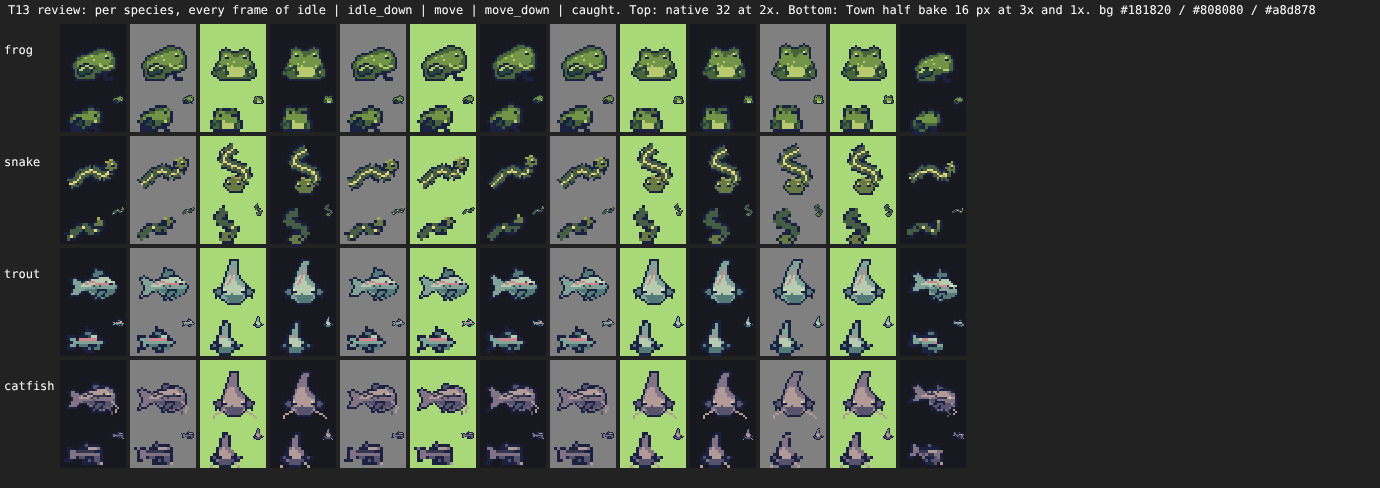 T13 review: per species, every frame of idle | idle_down | move | move_down | caught. Top: native 32 at 2x. Bottom: Town half bake 16 px at 3x and 1x. bg #181820 / #808080 / #a8d878
frog
snake
trout
catfish